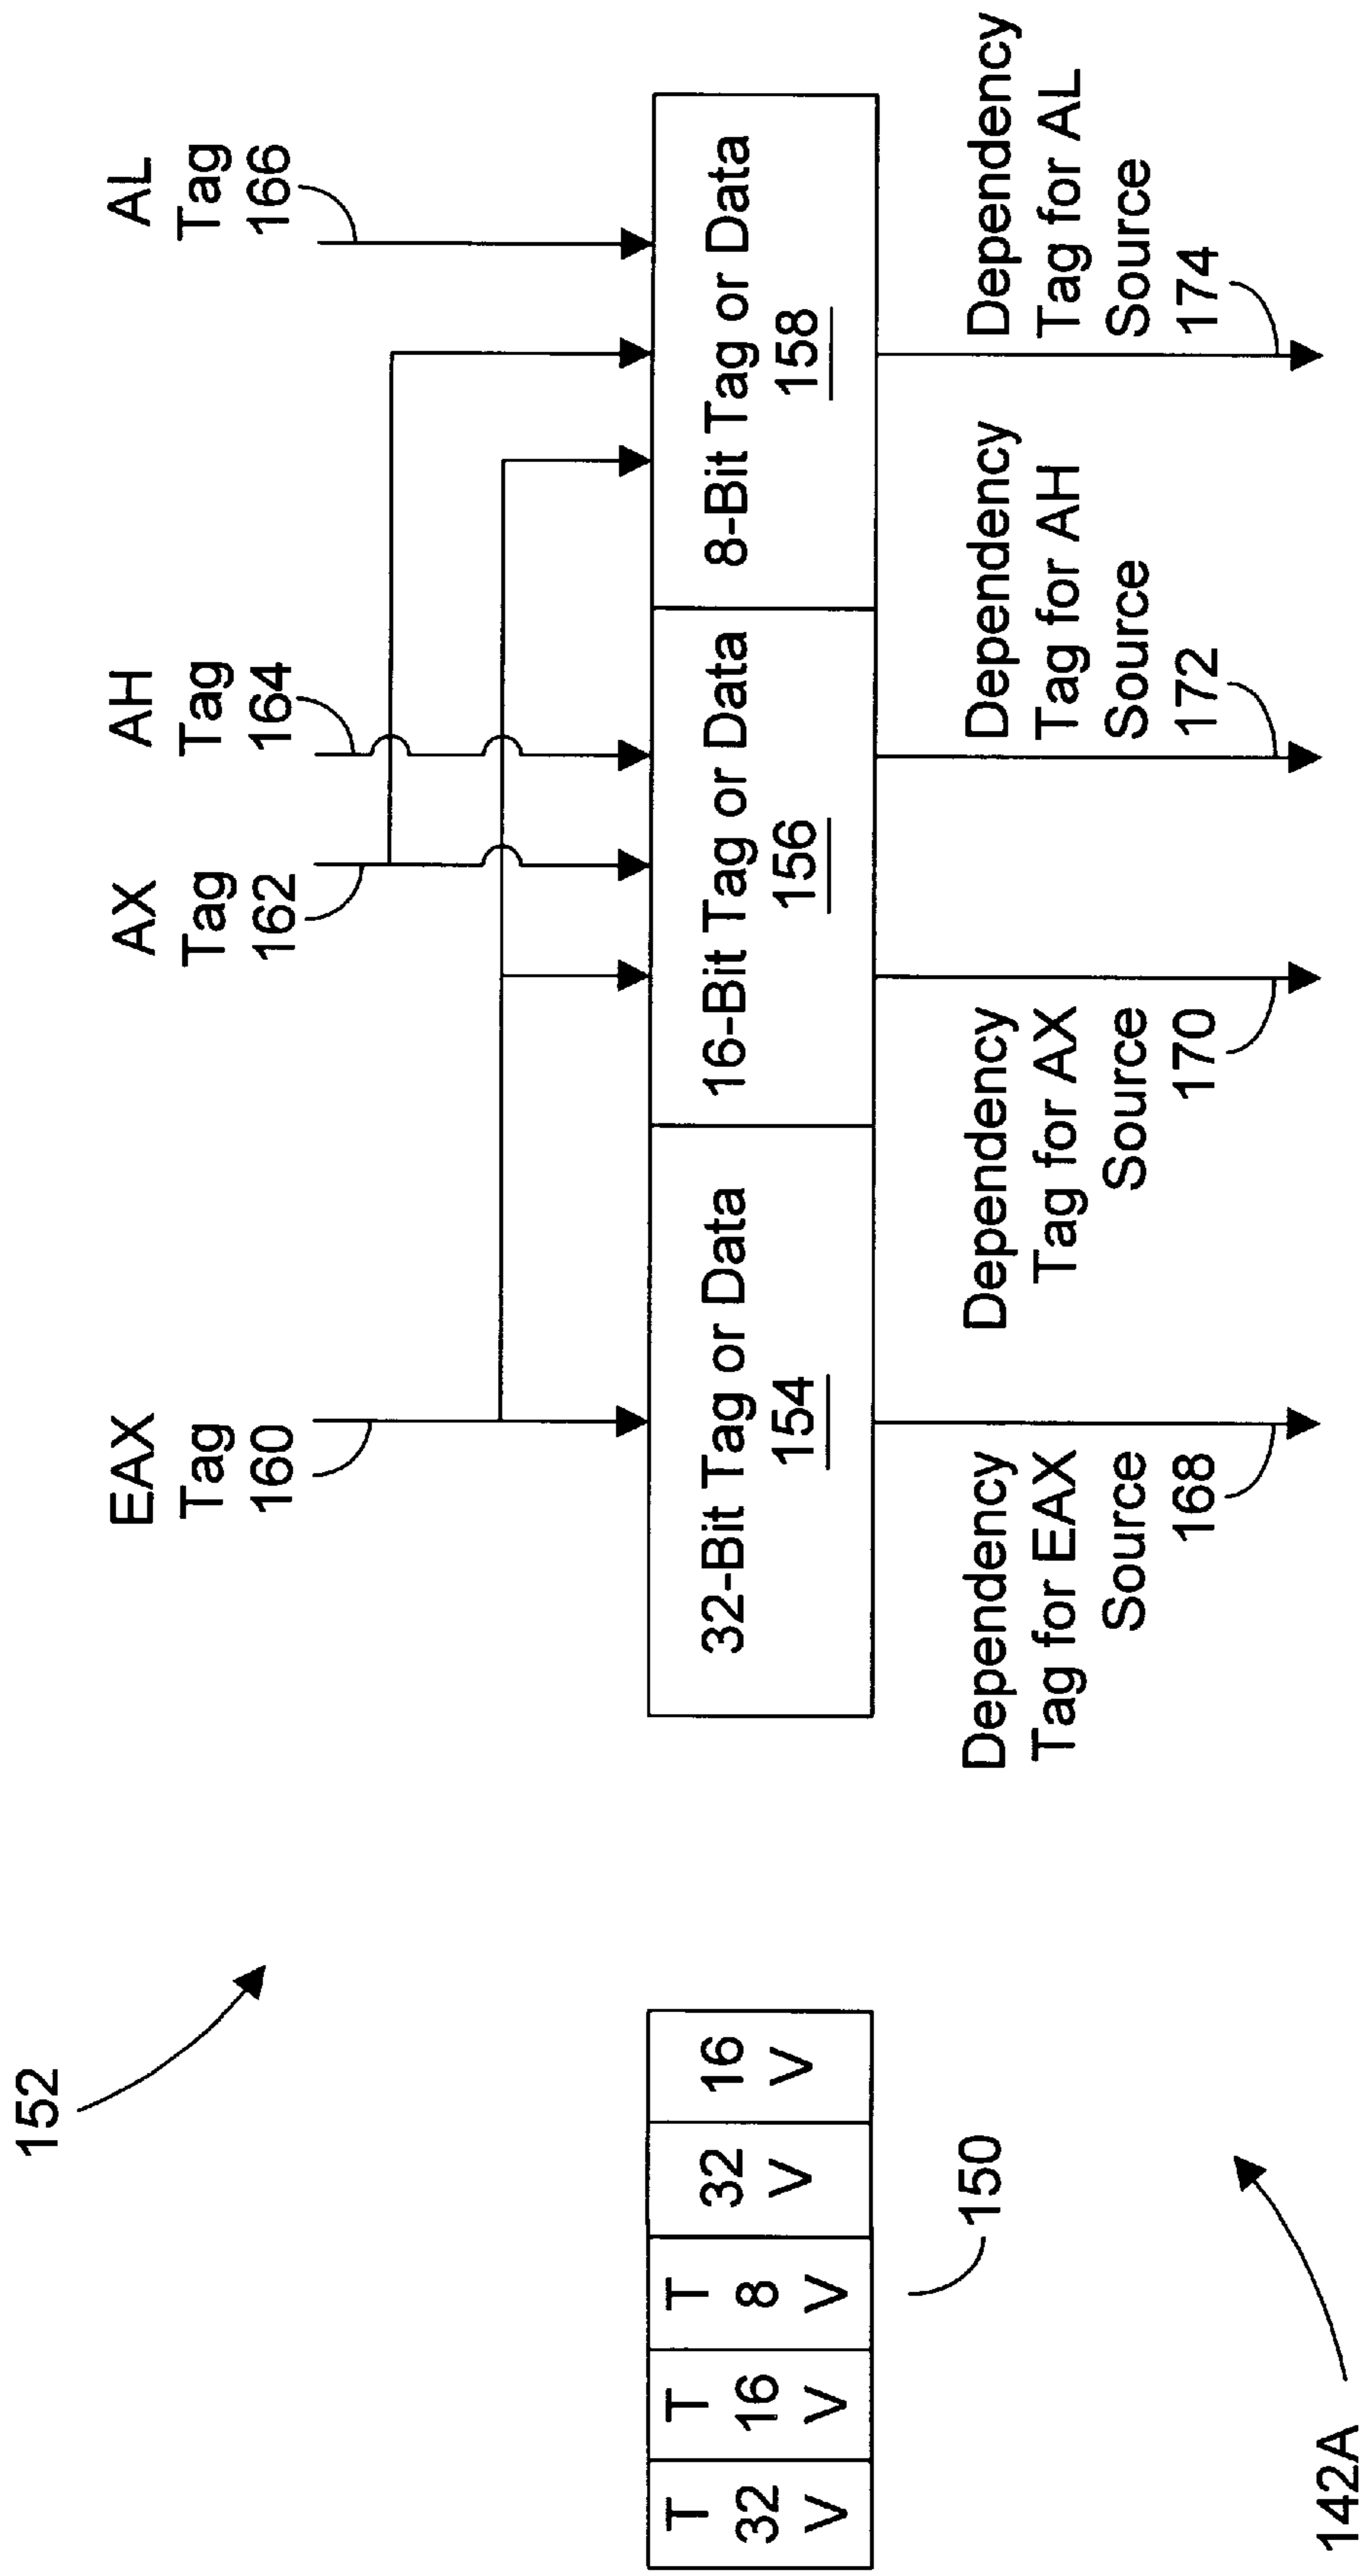 152
EAX
Tag
160
AX
Tag
162
AH
Tag
164
AL
Tag
166
T
32
V
T
16
V
T
8
V
32
V
16
V
150
32-Bit Tag or Data
154
16-Bit Tag or Data
156
8-Bit Tag or Data
158
Dependency
Tag for EAX
Source
168
Dependency
Tag for AX
Source
170
Dependency
Tag for AH
Source
172
Dependency
Tag for AL
Source
174
142A